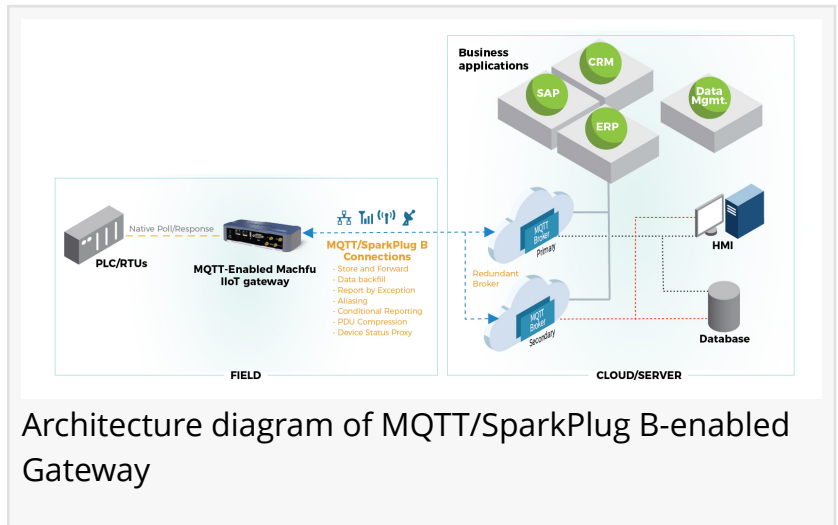 Business
applications
CRM
SAP
Data
Mgmt.
ERP
Native Poll/Response
PLC/RTUs
MQTT-Enabled Machfu
IIoT gateway
MQTT/SparkPlug B
Connections
- Store and Forward
- Data backfill
- Report by Exception
- Aliasing
- Conditional Reporting
- PDU Compression
- Device Status Proxy
MQTT
Broker
Primary
Redundant
Broker
MQTT
Broker
Secondary
HMI
Database
FIELD
CLOUD/SERVER
Architecture diagram of MQTT/SparkPlug B-enabled
Gateway